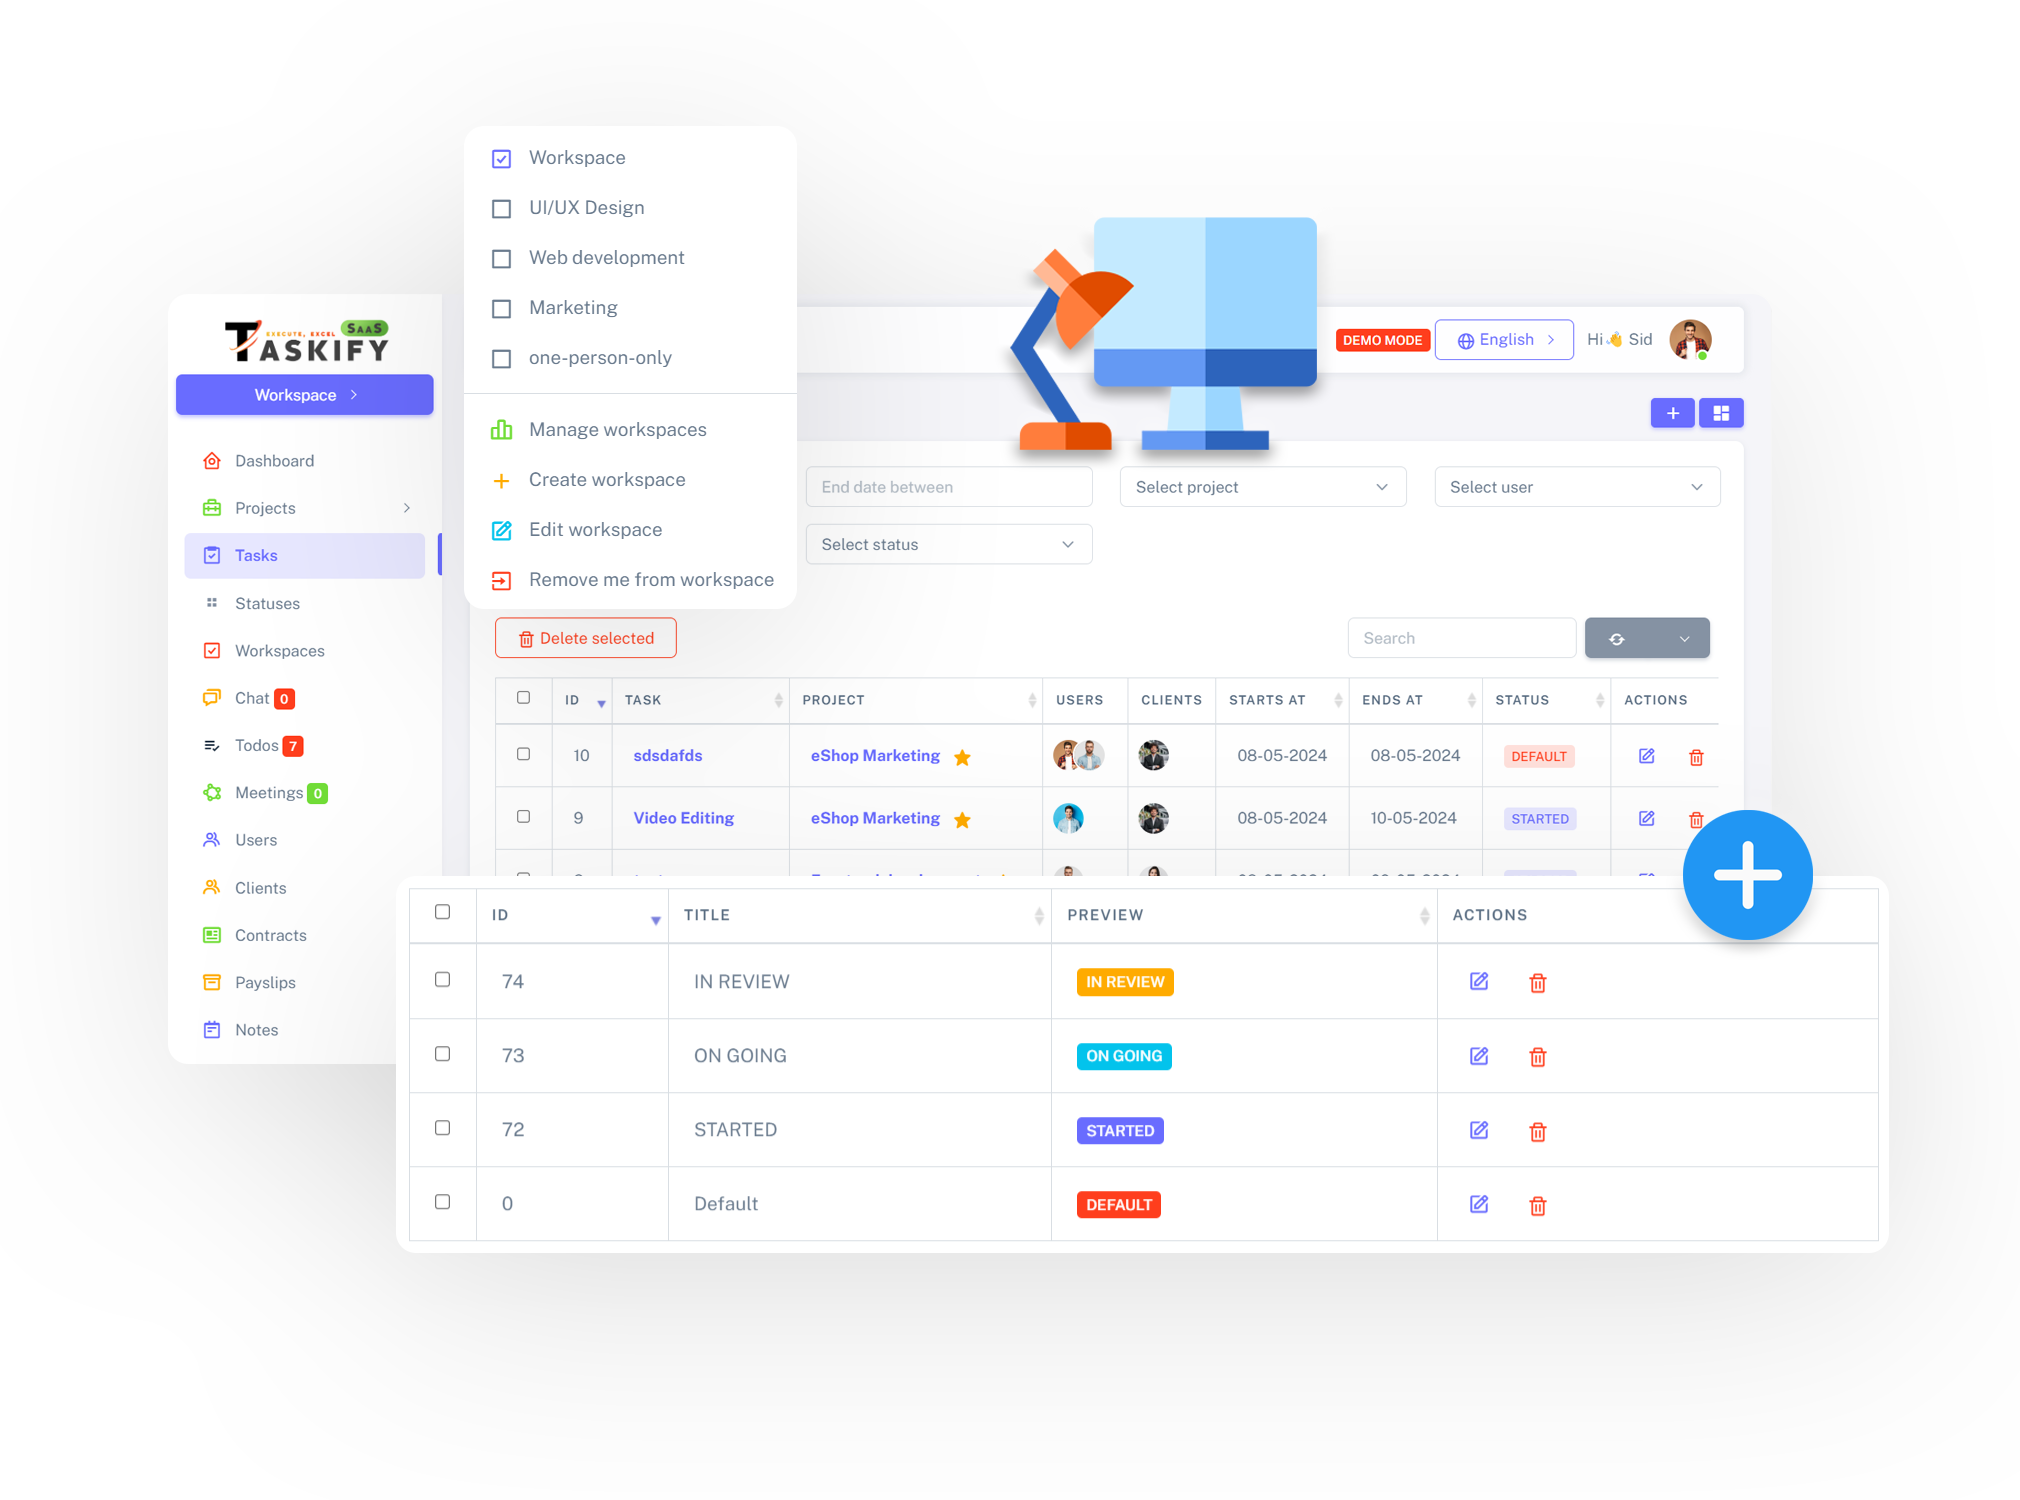 Workspace
UI/UX Design
Web development
Marketing
one-person-only
Manage workspaces
Create workspace
Edit workspace
Remove me from workspace
EXECUTE, EXCEL SAAS
TASKIFY
Workspace
Dashboard
Projects
Tasks
Statuses
Workspaces
Chat 0
Todos 7
Meetings 0
Users
Clients
Contracts
Payslips
Notes
DEMO MODE English Hi👋 Sid
End date between Select project Select user
Select status
Delete selected Search
ID TASK PROJECT USERS CLIENTS STARTS AT ENDS AT STATUS ACTIONS
10 sdsdafds eShop Marketing 08-05-2024 08-05-2024 DEFAULT
9 Video Editing eShop Marketing 08-05-2024 10-05-2024 STARTED
ID TITLE PREVIEW ACTIONS
74 IN REVIEW IN REVIEW
73 ON GOING ON GOING
72 STARTED STARTED
0 Default DEFAULT